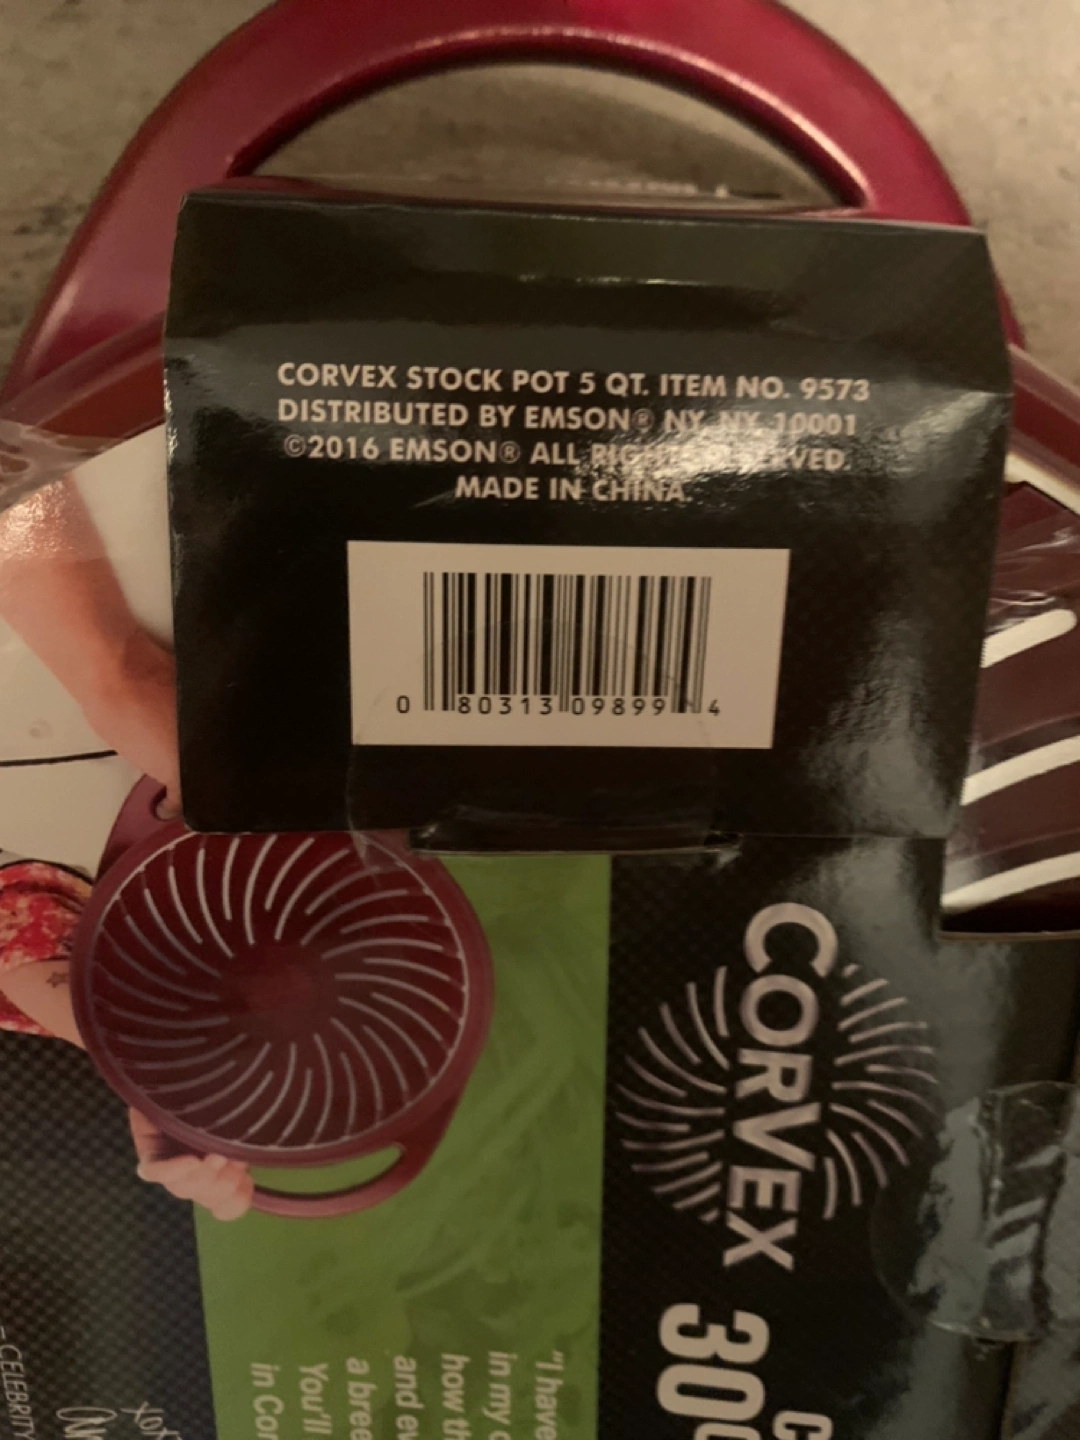 CORVEX STOCK POT 5 QT. ITEM NO. 9573
DISTRIBUTED BY EMSON® NY, NY 10001
©2016 EMSON® ALL RIGHTS RESERVED.
MADE IN CHINA.
0 80313 09899 4
CORVEX
30
"I have
in my
how th
and ev
a bree
You'll
in Cor
-CELEBRITY
xox